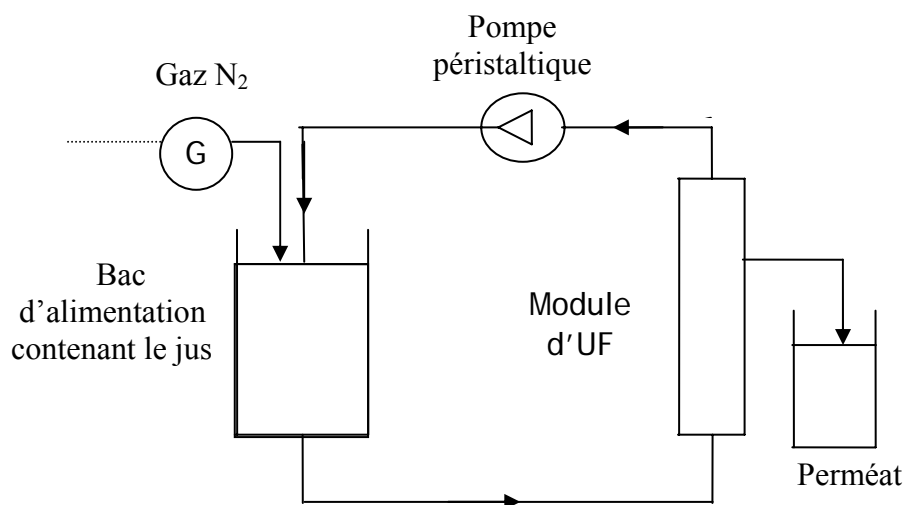 Pompe
péristaltique
Gaz N₂
G
Bac
d’alimentation
contenant le jus
Module
d’UF
Perméat